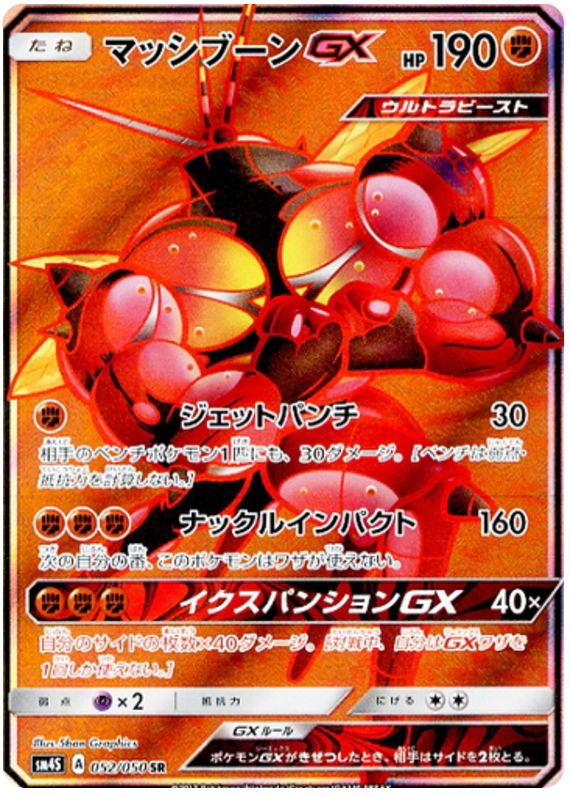 たね マッシブーンGX HP 190
ウルトラビースト
ジェットパンチ 30
相手のベンチポケモン1匹にも、30ダメージ。[ベンチは弱点・
抵抗力を計算しない。]
ナックルインパクト 160
次の自分の番、このポケモンはワザが使えない。
イクスパンションGX 40×
自分のサイドの枚数×40ダメージ。[対戦中、自分はGXワザを
1回しか使えない。]
弱点 ×2 抵抗力 にげる
Illus. Shan Graphics
GXルール
SM4S A 052/050 SR
ポケモンGXがきぜつしたとき、相手はサイドを2枚とる。